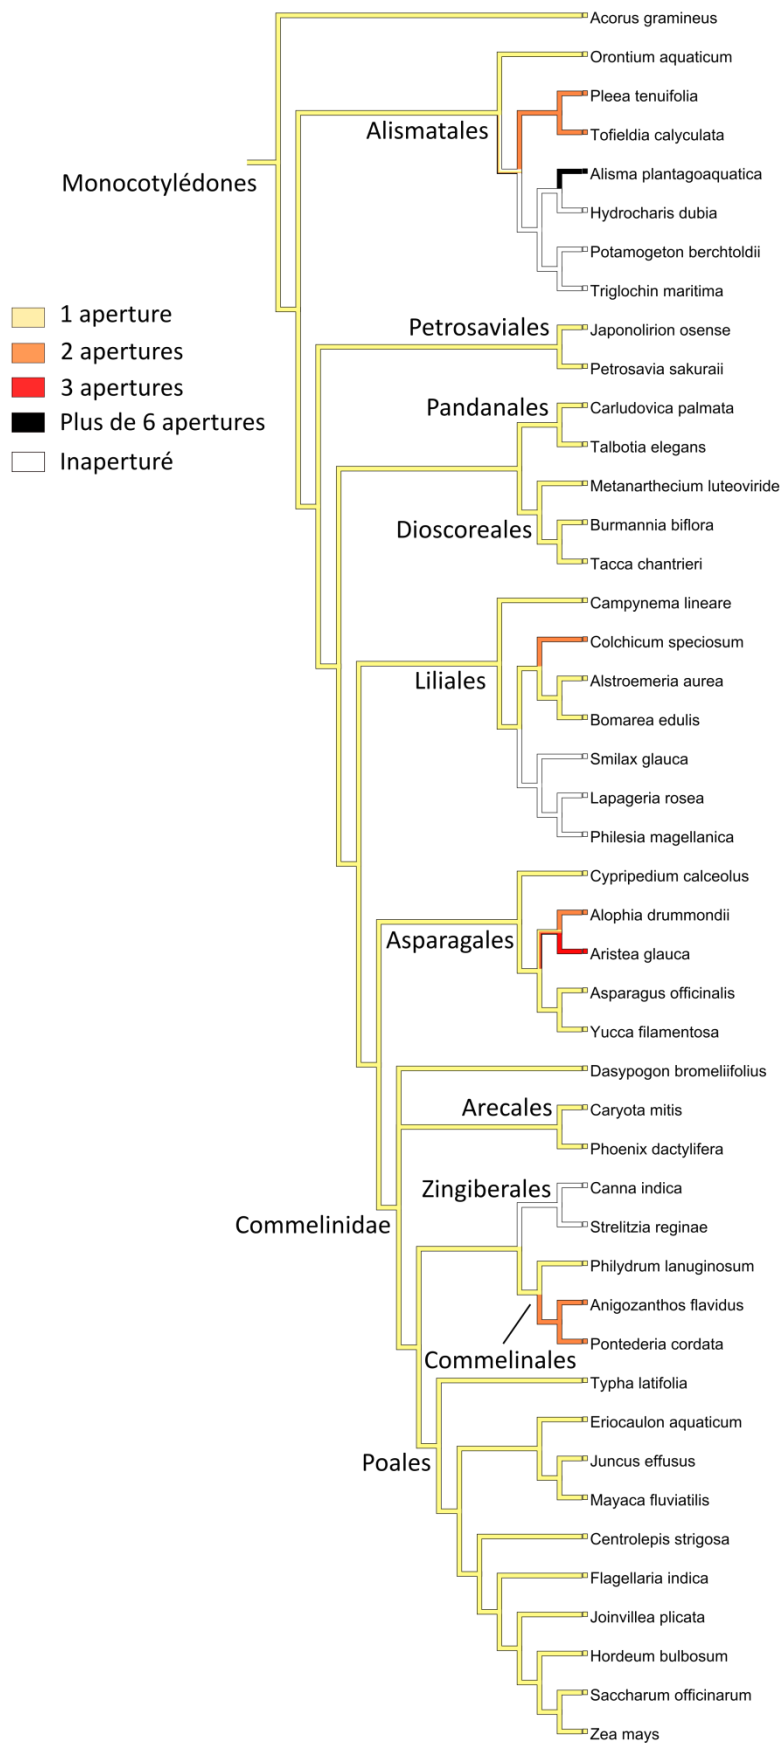 Acorus gramineus
Orontium aquaticum
Pleea tenuifolia
Alismatales
Tofieldia calyculata
Alisma plantagoaquatica
Monocotylédones
Hydrocharis dubia
Potamogeton berchtoldii
Triglochin maritima
1 aperture
2 apertures
3 apertures
Plus de 6 apertures
Inaperturé
Petrosaviales
Japonolirion osense
Petrosavia sakuraii
Pandanales
Carludovica palmata
Talbotia elegans
Metanarthecium luteoviride
Dioscoreales
Burmannia biflora
Tacca chantrieri
Campynema lineare
Colchicum speciosum
Liliales
Alstroemeria aurea
Bomarea edulis
Smilax glauca
Lapageria rosea
Philesia magellanica
Cypripedium calceolus
Alophia drummondii
Asparagales
Aristea glauca
Asparagus officinalis
Yucca filamentosa
Dasypogon bromeliifolius
Arecales
Caryota mitis
Phoenix dactylifera
Zingiberales
Canna indica
Commelinidae
Strelitzia reginae
Philydrum lanuginosum
Anigozanthos flavidus
Pontederia cordata
Commelinales
Typha latifolia
Eriocaulon aquaticum
Poales
Juncus effusus
Mayaca fluviatilis
Centrolepis strigosa
Flagellaria indica
Joinvillea plicata
Hordeum bulbosum
Saccharum officinarum
Zea mays